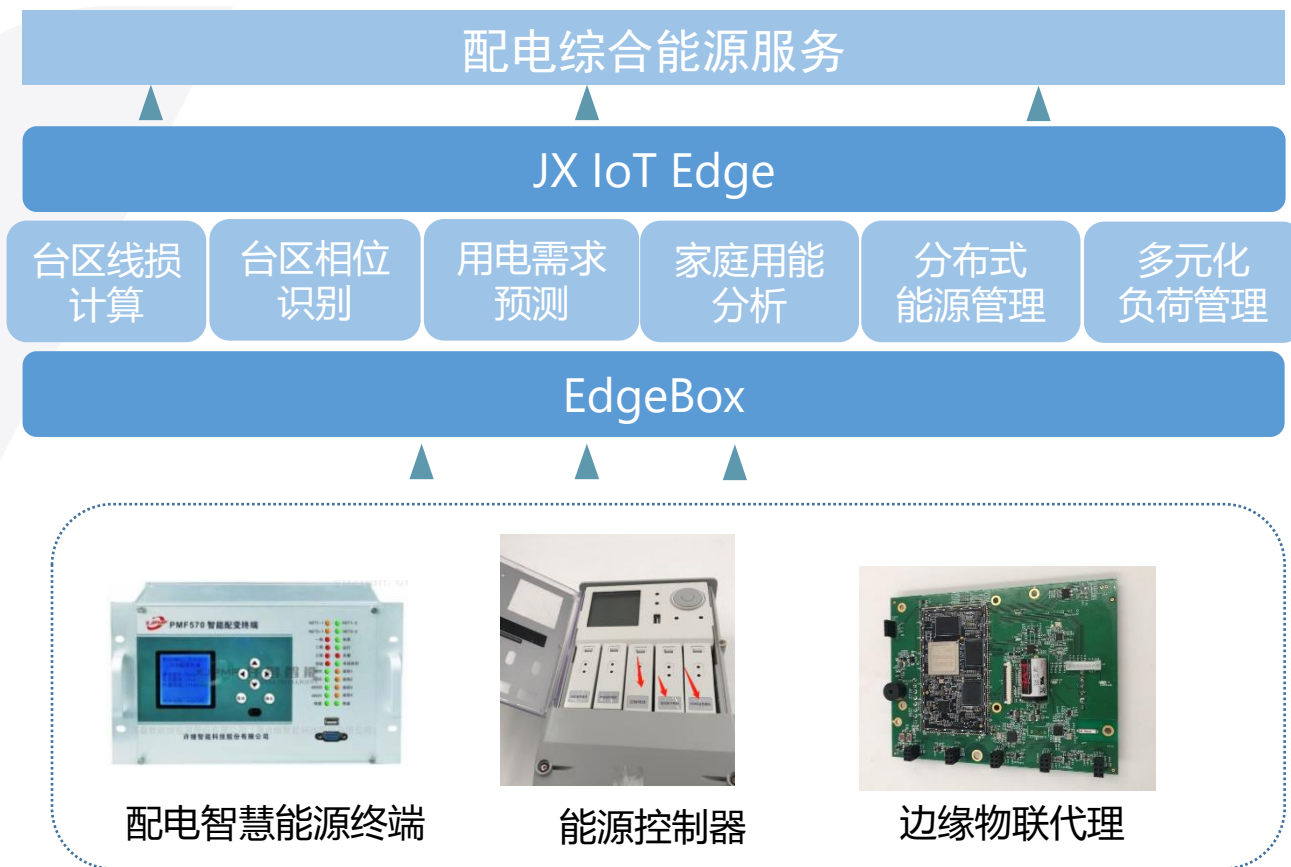 配电综合能源服务
JX IoT Edge
台区线损
计算
台区相位
识别
用电需求
预测
家庭用能
分析
分布式
能源管理
多元化
负荷管理
EdgeBox
PMF570 智能配变终端
许继智能科技股份有限公司
配电智慧能源终端
能源控制器
边缘物联代理